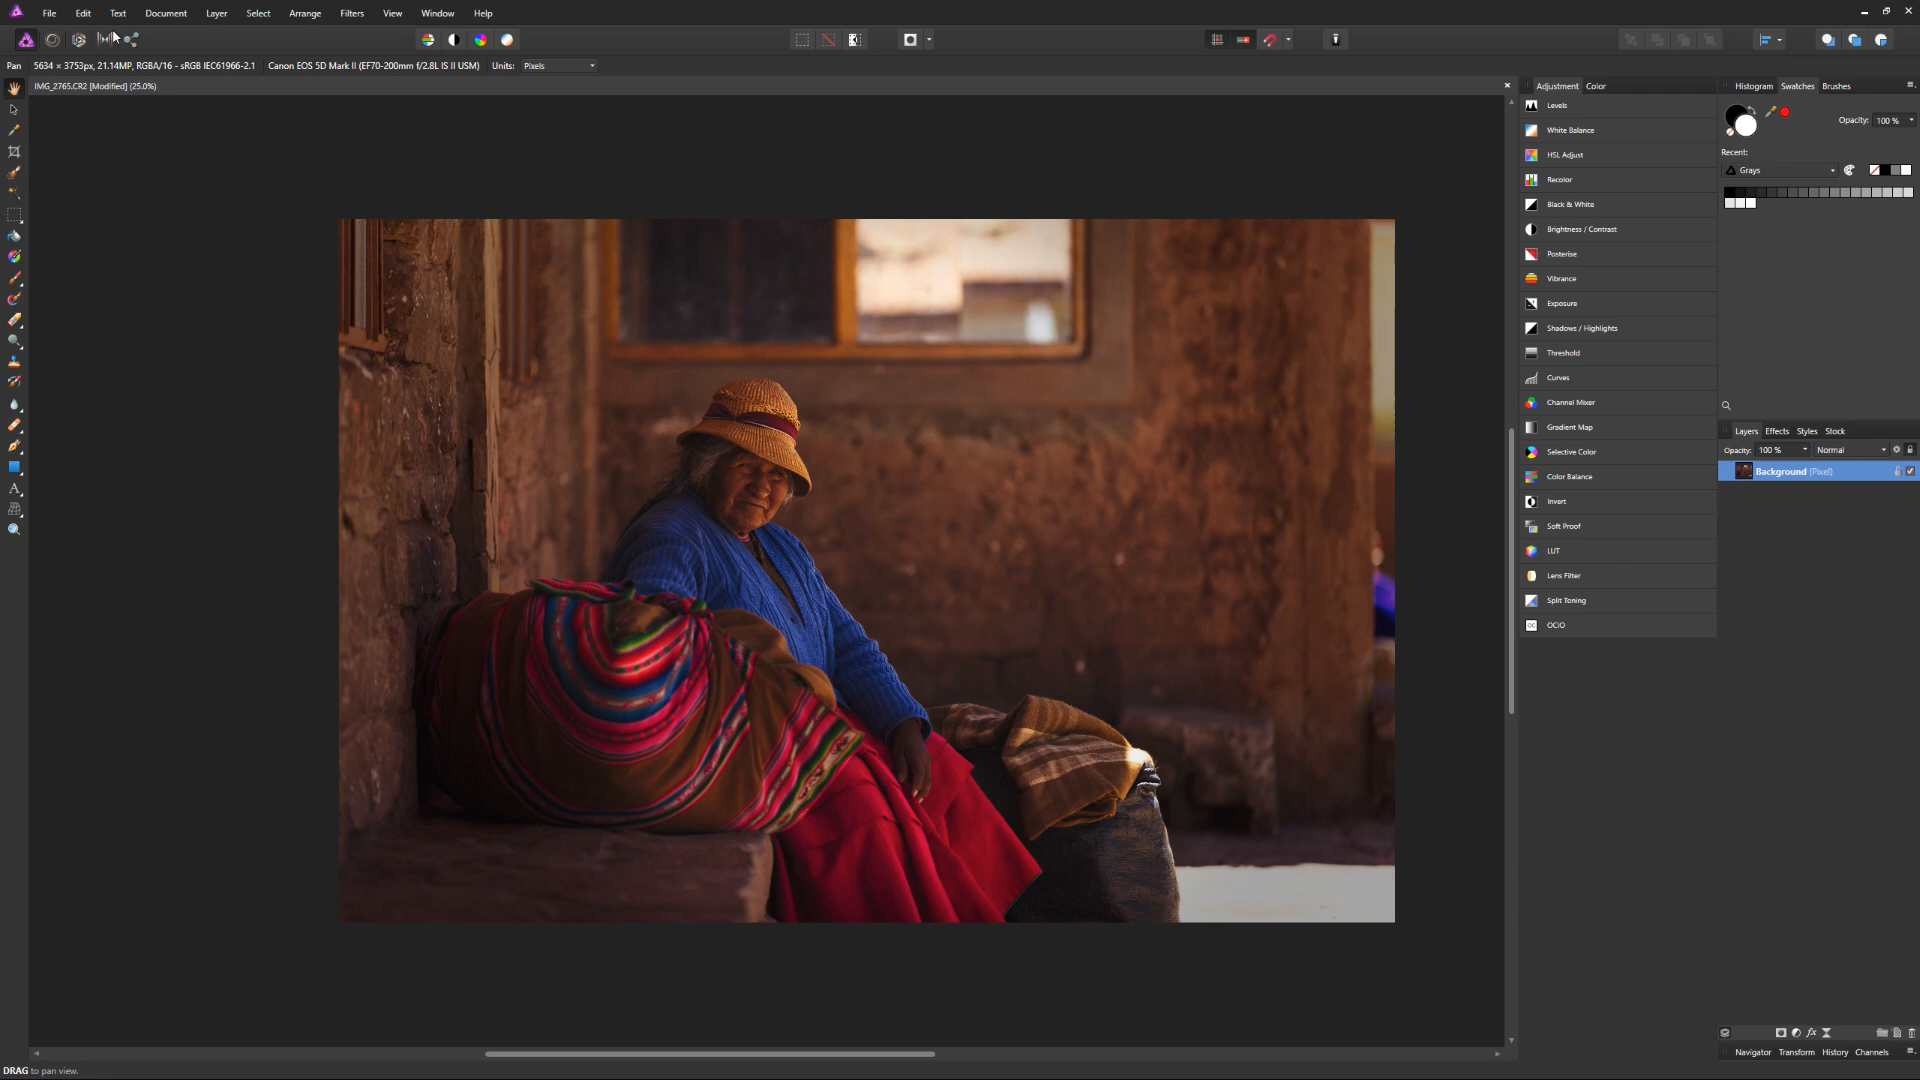 File Edit Text Document Layer Select Arrange Filters View Window Help
Pan 5634 × 3753px, 21.14MP, RGBA/16 - sRGB IEC61966-2.1 Canon EOS 5D Mark II (EF70-200mm f/2.8L IS II USM) Units: Pixels
IMG_2765.CR2 [Modified] (25.0%)
Adjustment Color
Levels
White Balance
HSL Adjust
Recolor
Black & White
Brightness / Contrast
Posterise
Vibrance
Exposure
Shadows / Highlights
Threshold
Curves
Channel Mixer
Gradient Map
Selective Color
Color Balance
Invert
Soft Proof
LUT
Lens Filter
Split Toning
OCIO
Histogram Swatches Brushes
Opacity: 100 %
Recent:
Grays
Layers Effects Styles Stock
Opacity: 100 % Normal
Background (Pixel)
fx
Navigator Transform History Channels
DRAG to pan view.